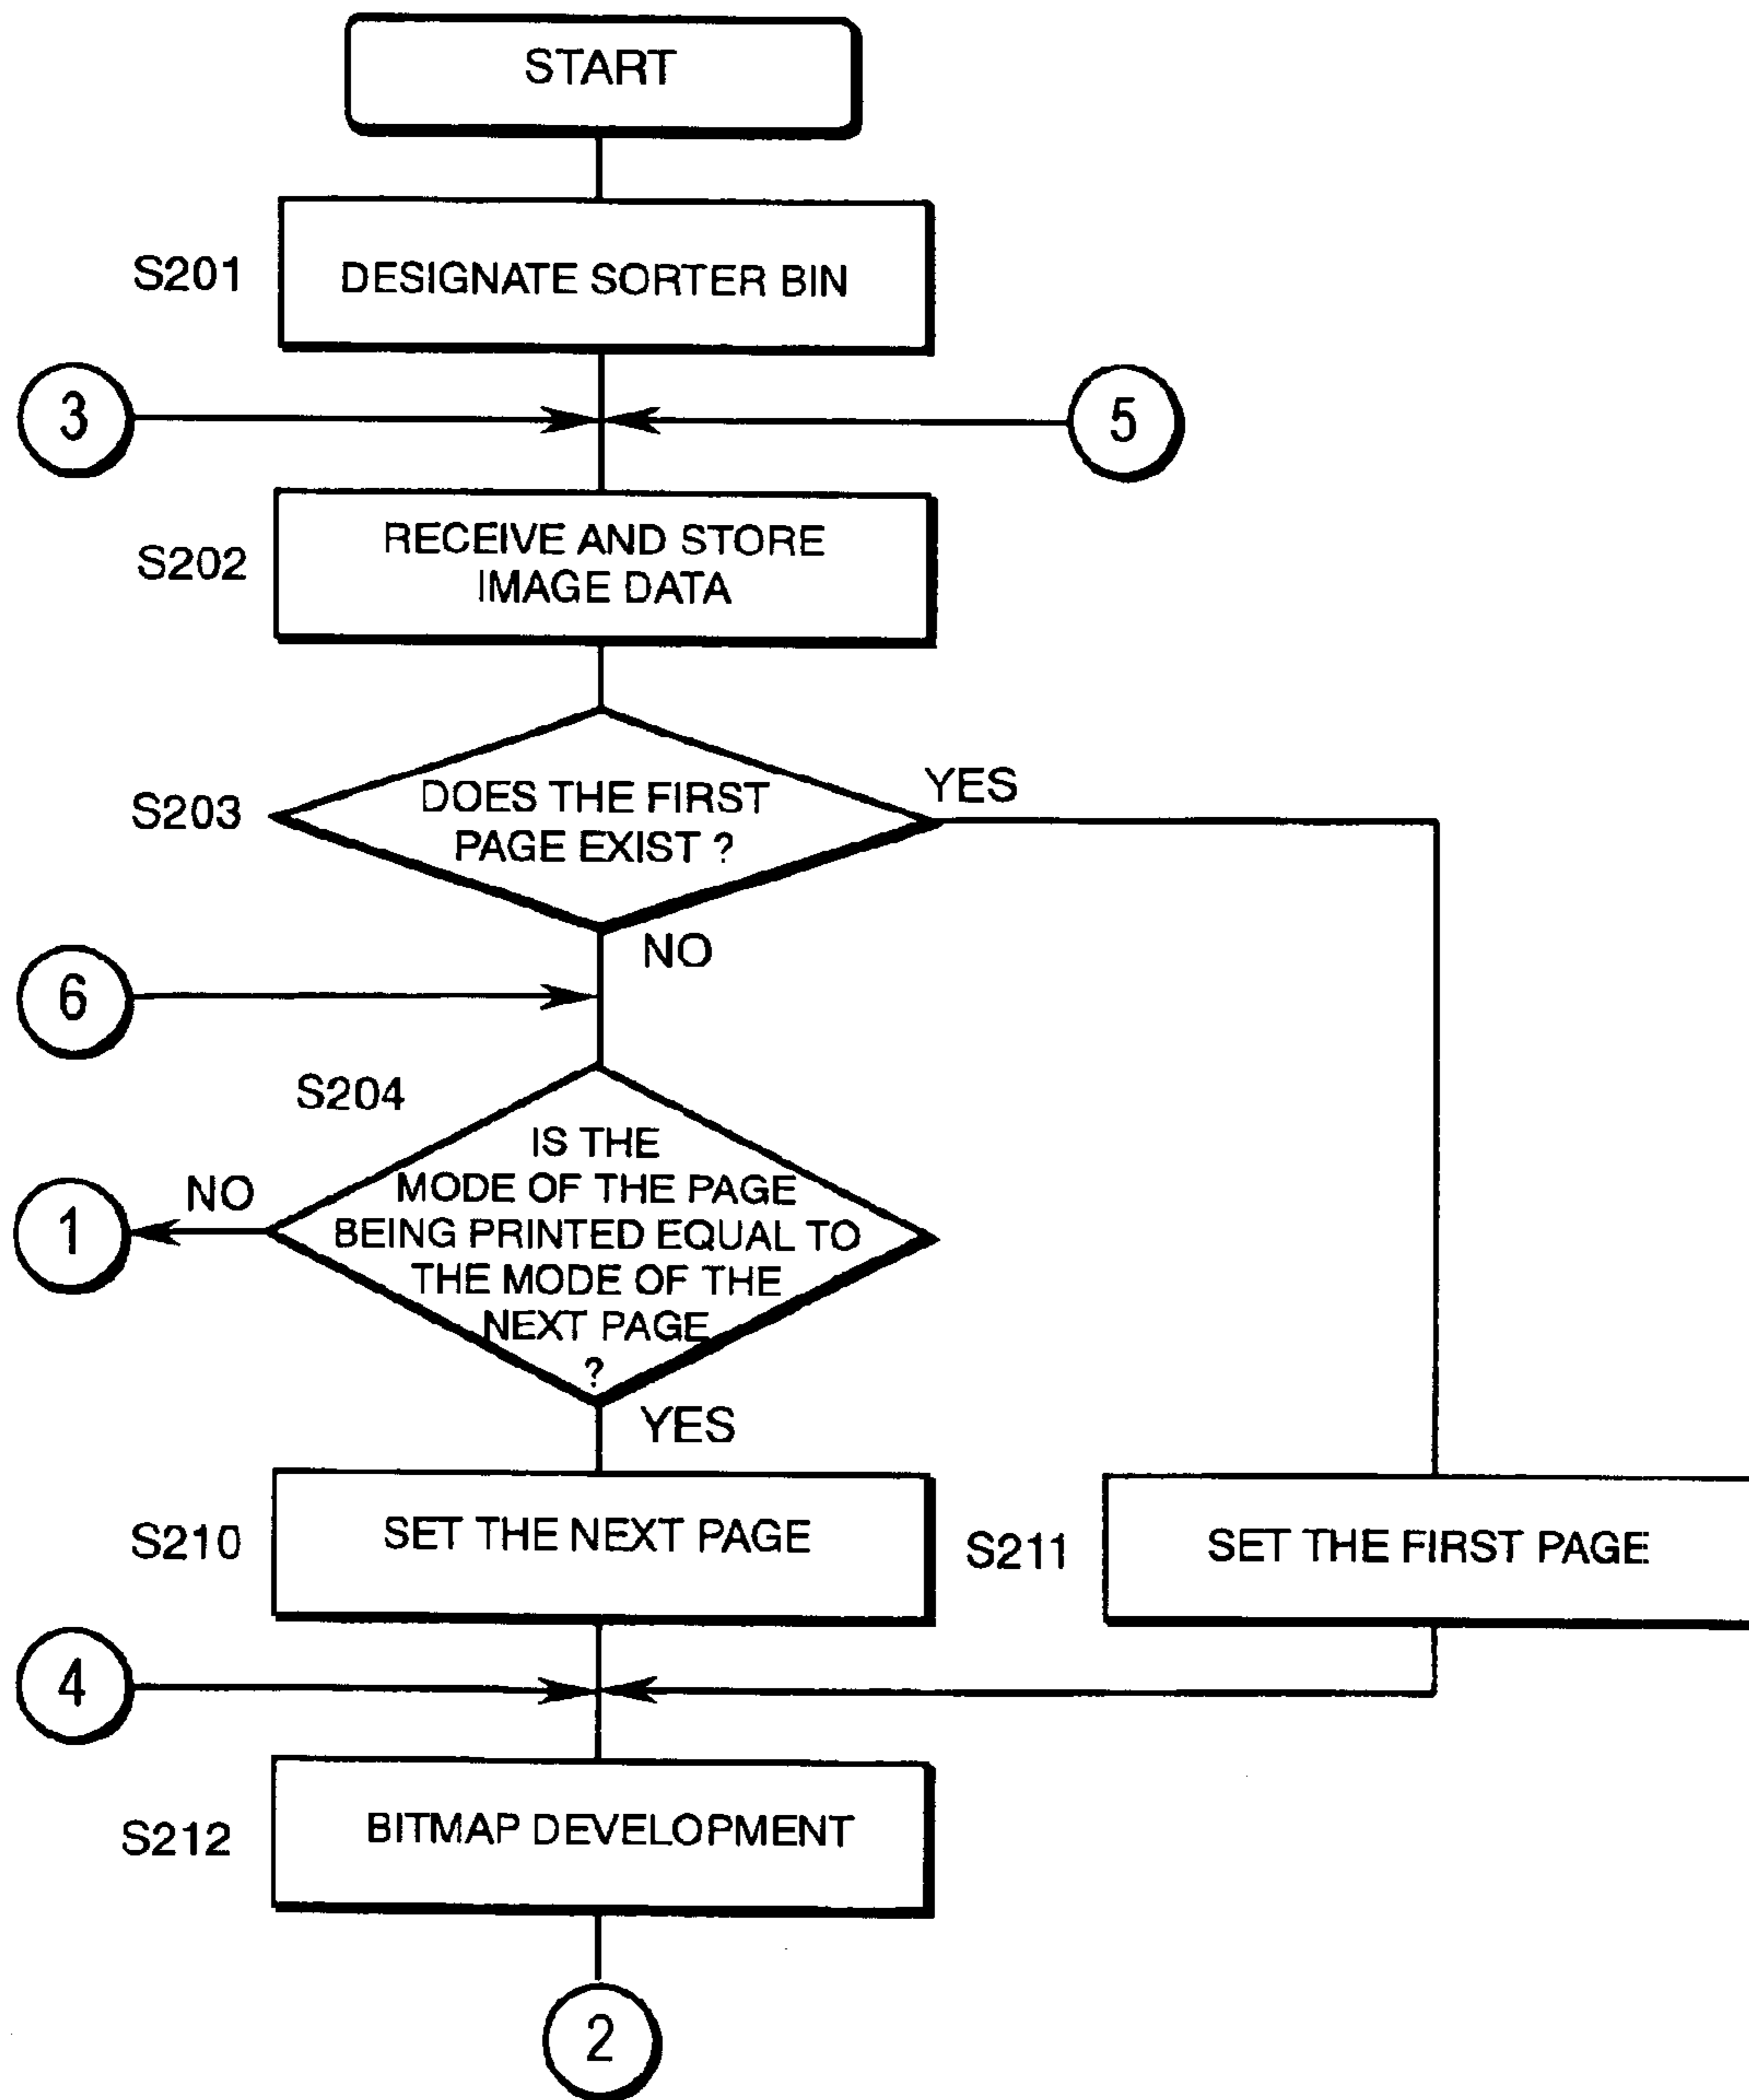 START
S201
DESIGNATE SORTER BIN
3
5
S202
RECEIVE AND STORE
IMAGE DATA
S203
DOES THE FIRST
PAGE EXIST ?
YES
NO
6
S204
IS THE
MODE OF THE PAGE
BEING PRINTED EQUAL TO
THE MODE OF THE
NEXT PAGE
?
NO
1
YES
S210
SET THE NEXT PAGE
S211
SET THE FIRST PAGE
4
S212
BITMAP DEVELOPMENT
2